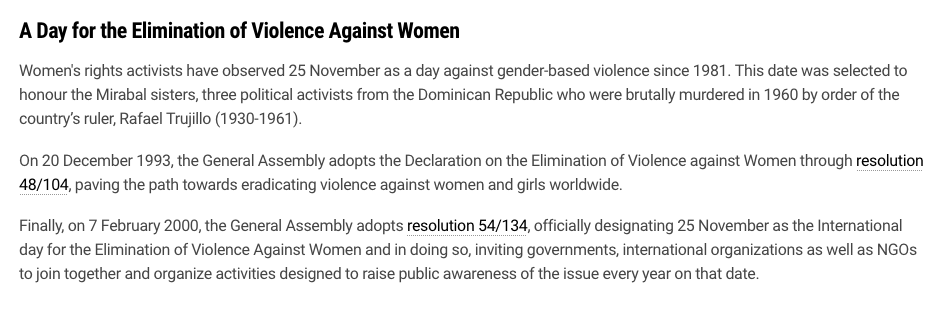 A Day for the Elimination of Violence Against Women
Women's rights activists have observed 25 November as a day against gender-based violence since 1981. This date was selected to
honour the Mirabal sisters, three political activists from the Dominican Republic who were brutally murdered in 1960 by order of the
country’s ruler, Rafael Trujillo (1930-1961).
On 20 December 1993, the General Assembly adopts the Declaration on the Elimination of Violence against Women through resolution
48/104, paving the path towards eradicating violence against women and girls worldwide.
Finally, on 7 February 2000, the General Assembly adopts resolution 54/134, officially designating 25 November as the International
day for the Elimination of Violence Against Women and in doing so, inviting governments, international organizations as well as NGOs
to join together and organize activities designed to raise public awareness of the issue every year on that date.